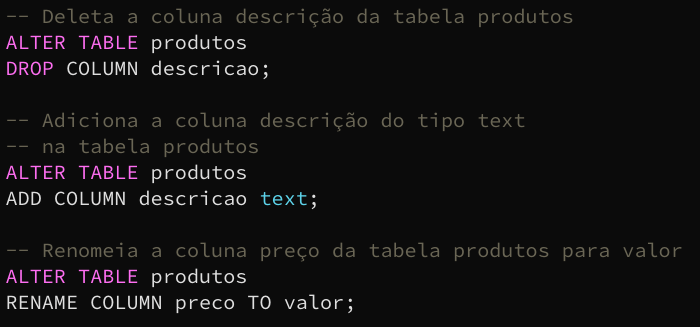 -- Deleta a coluna descrição da tabela produtos
ALTER TABLE produtos
DROP COLUMN descricao;
-- Adiciona a coluna descrição do tipo text
-- na tabela produtos
ALTER TABLE produtos
ADD COLUMN descricao text;
-- Renomeia a coluna preço da tabela produtos para valor
ALTER TABLE produtos
RENAME COLUMN preco TO valor;